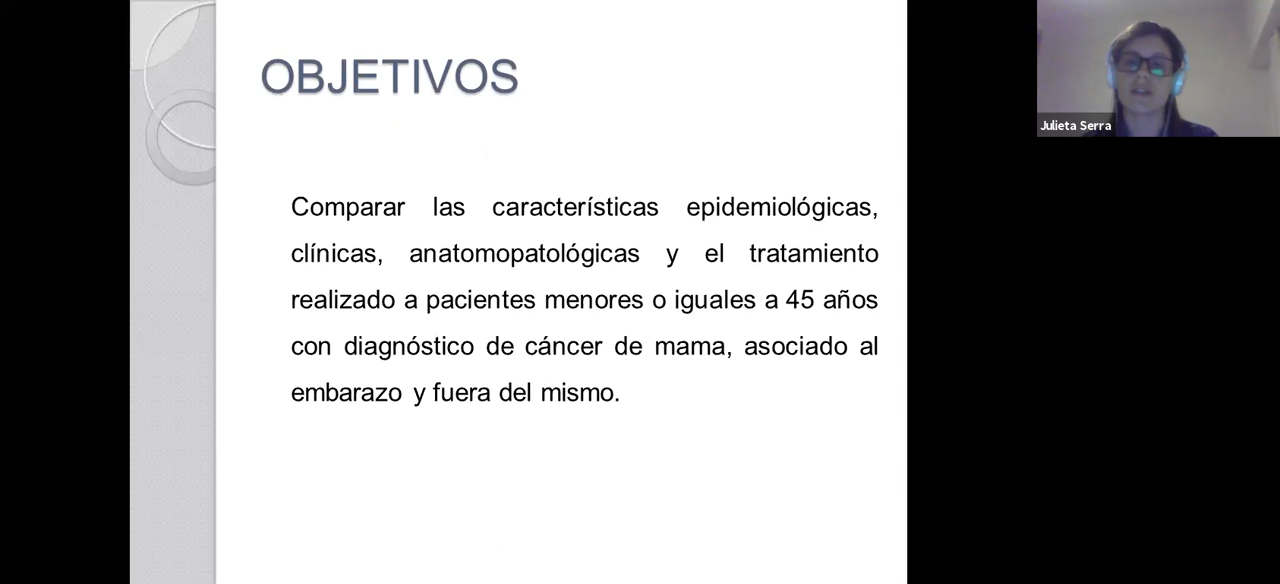 OBJETIVOS
Comparar las características epidemiológicas,
clínicas, anatomopatológicas y el tratamiento
realizado a pacientes menores o iguales a 45 años
con diagnóstico de cáncer de mama, asociado al
embarazo y fuera del mismo.
Julieta Serra